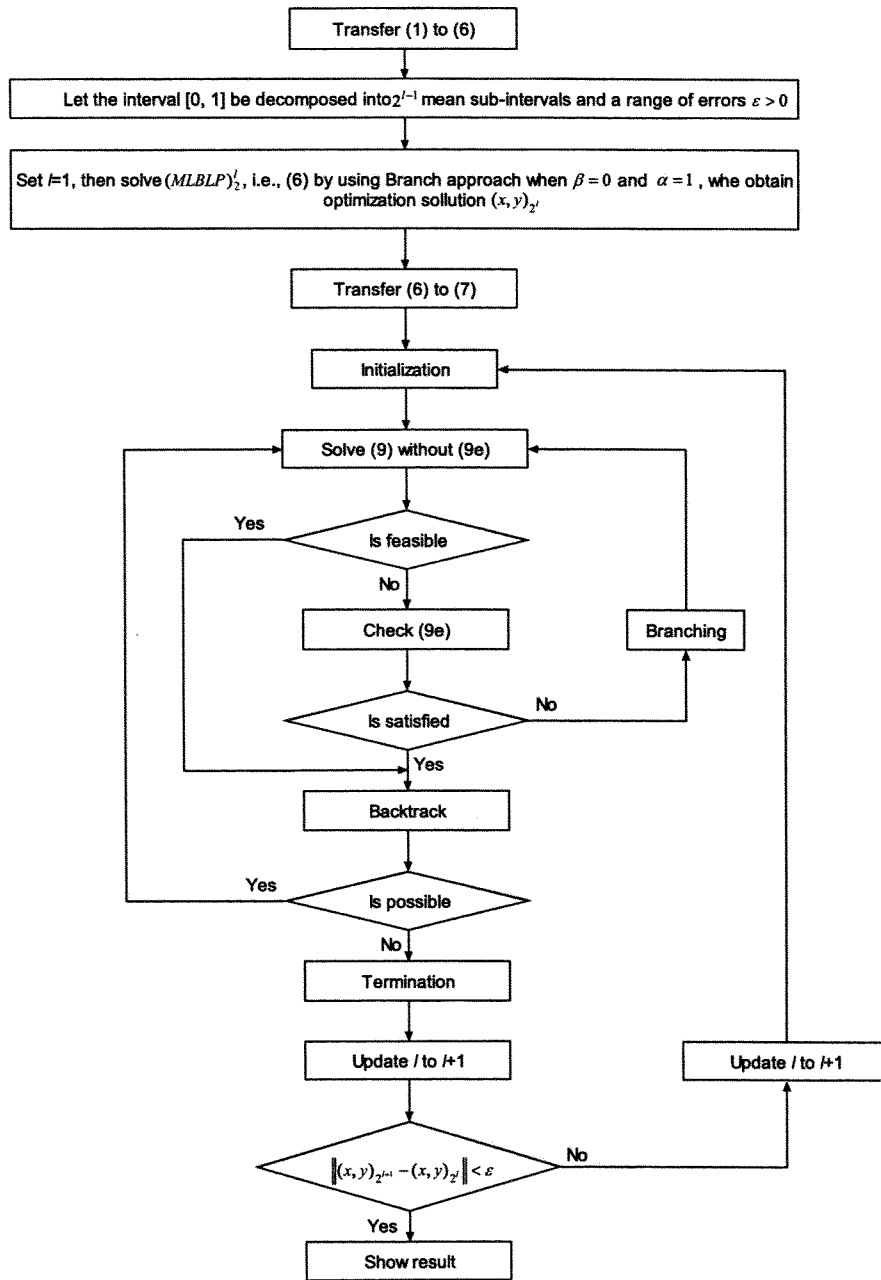 Transfer (1) to (6)
Let the interval [0, 1] be decomposed into 2^{l-1} mean sub-intervals and a range of errors ε > 0
Set l=1, then solve (MLBLP)_2^l, i.e., (6) by using Branch approach when β = 0 and α = 1 , whe obtain
optimization sollution (x, y)_{2^l}
Transfer (6) to (7)
Initialization
Solve (9) without (9e)
Yes
Is feasible
No
Check (9e)
Branching
Is satisfied
No
Yes
Backtrack
Yes
Is possible
No
Termination
Update l to l+1
Update l to l+1
‖(x, y)_{2^{l+1}} − (x, y)_{2^l}‖ < ε
No
Yes
Show result